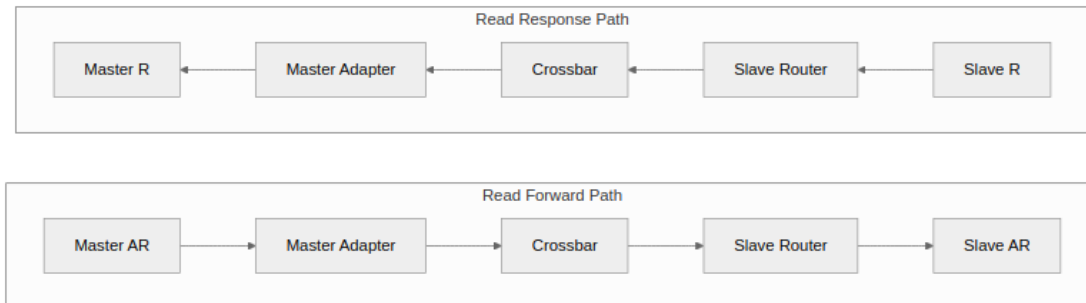 Read Response Path
Master R
Master Adapter
Crossbar
Slave Router
Slave R
Read Forward Path
Master AR
Master Adapter
Crossbar
Slave Router
Slave AR